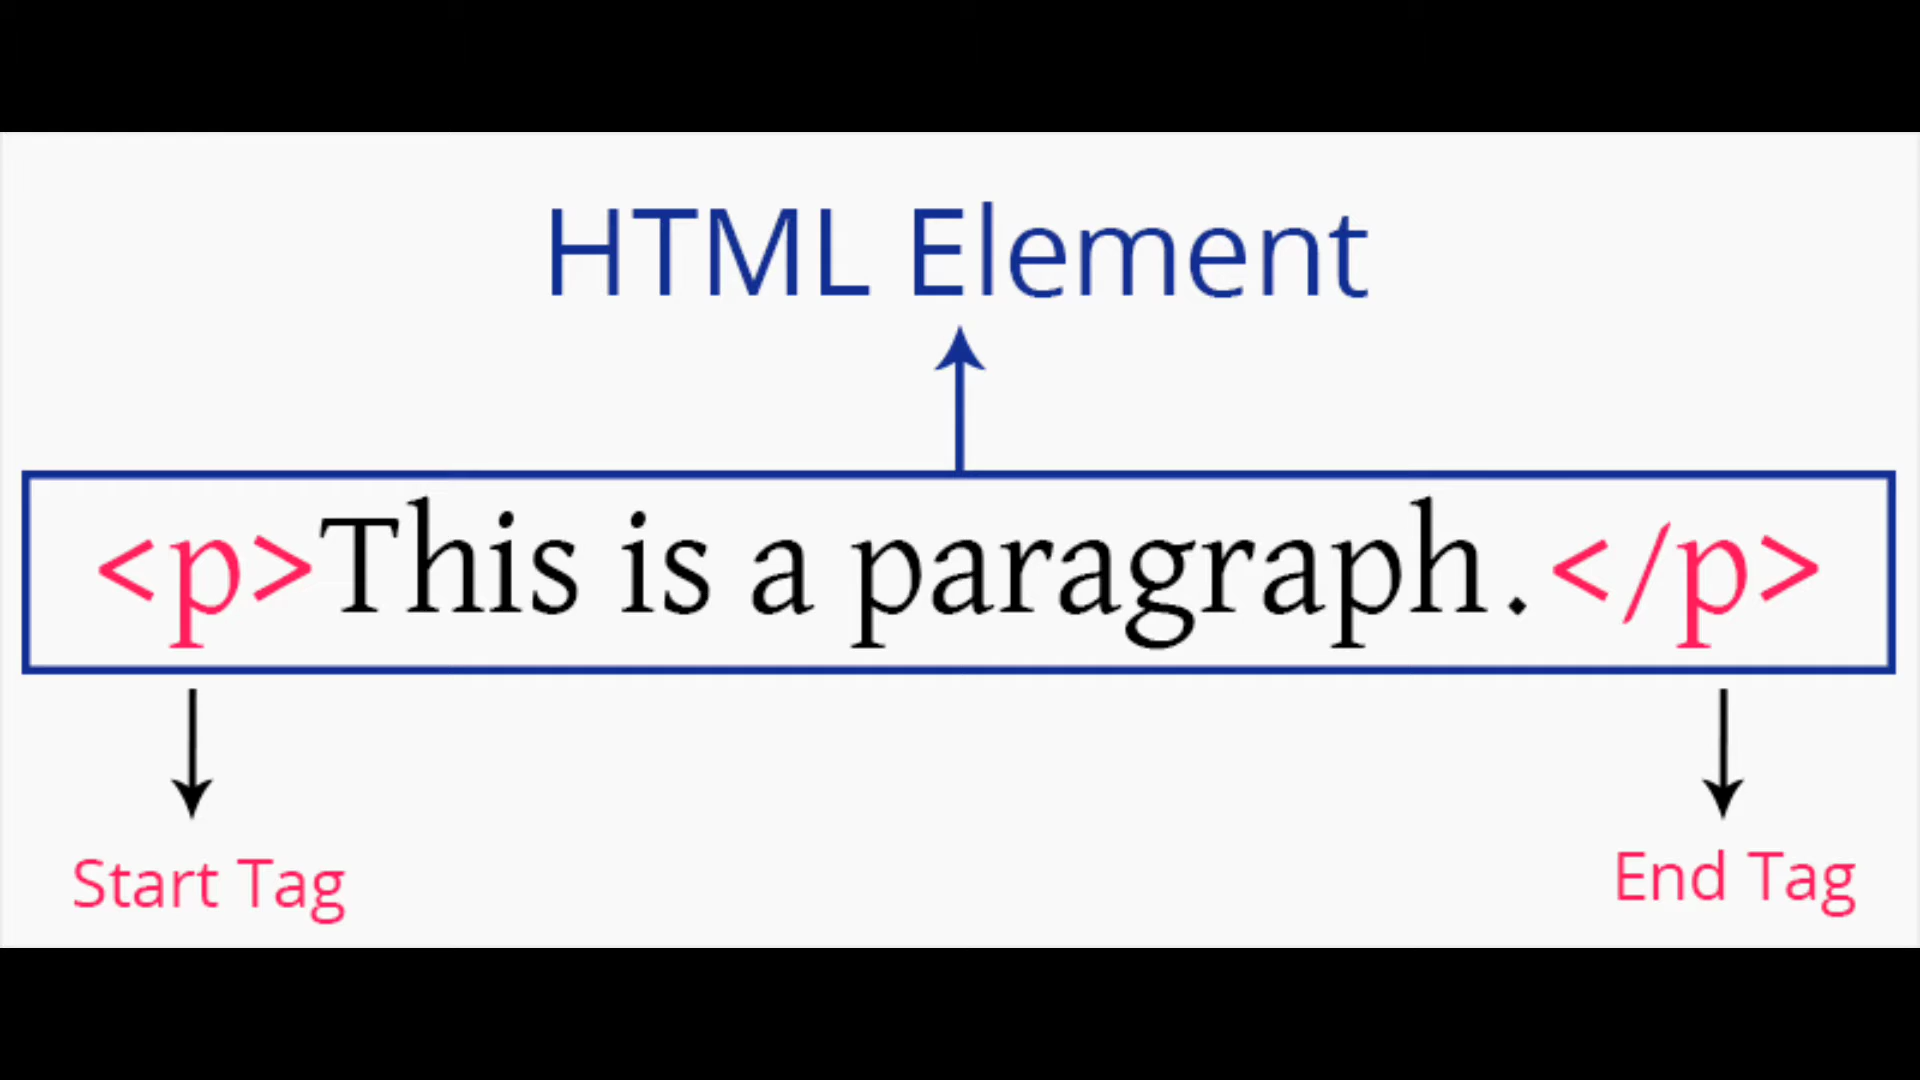 HTML Element
<p>This is a paragraph.</p>
Start Tag
End Tag